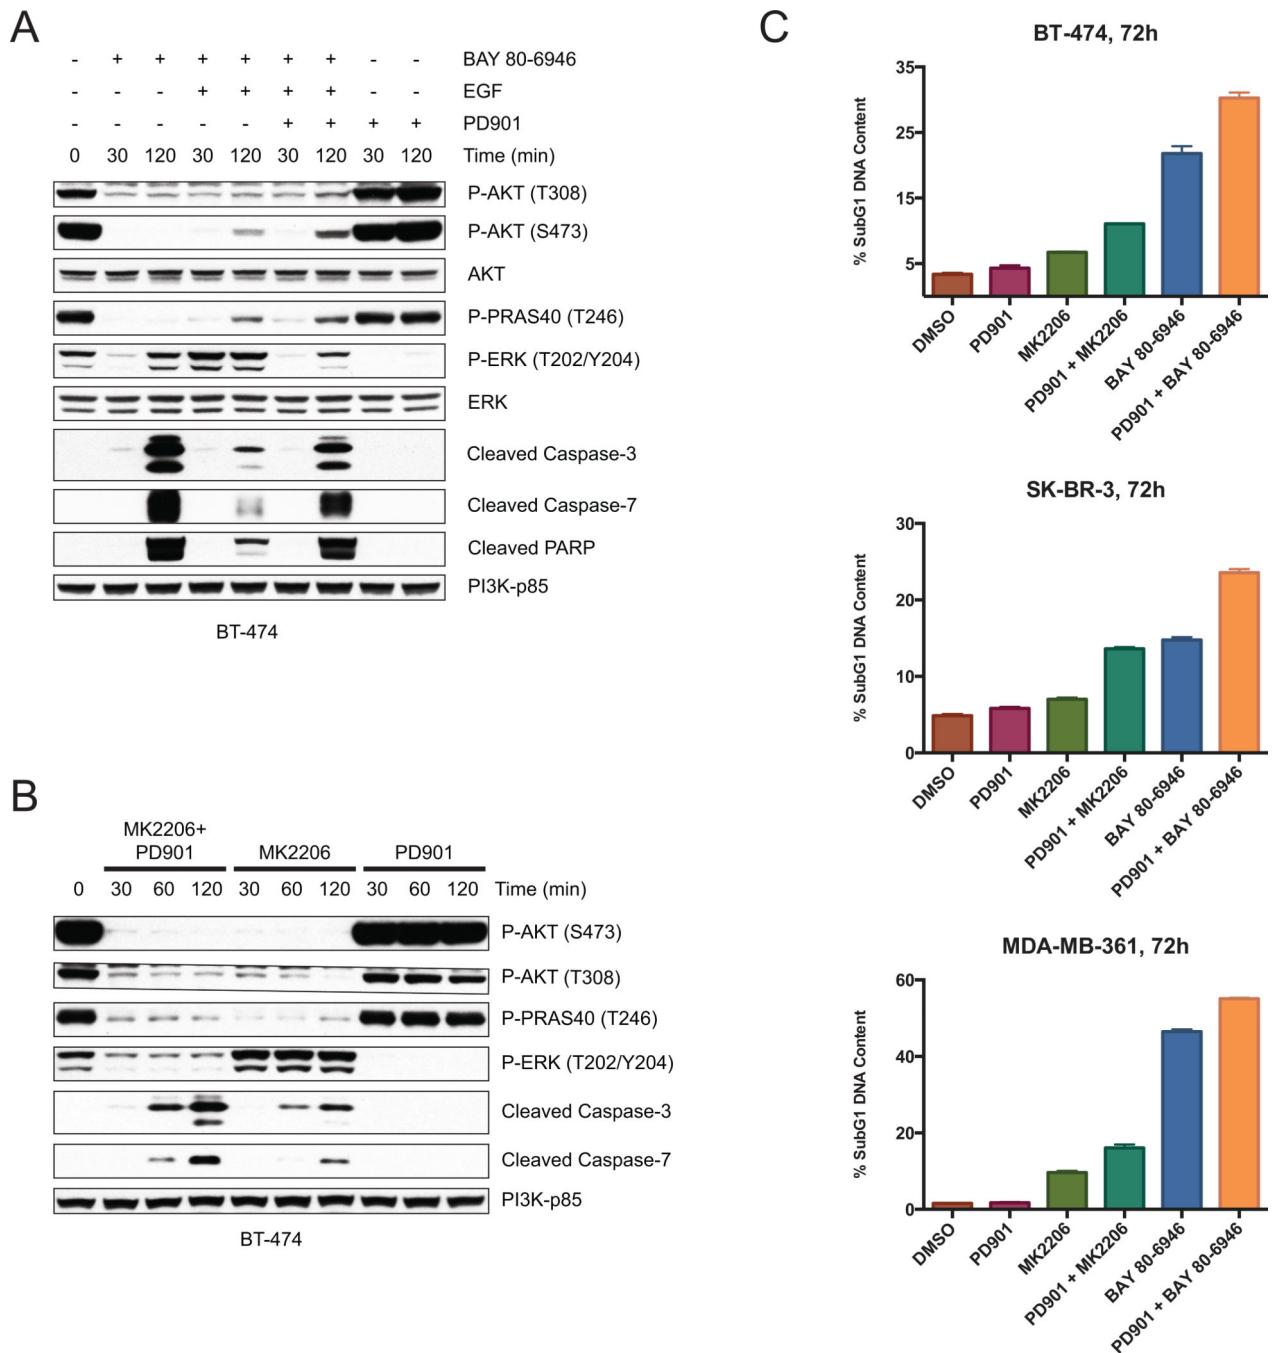 A
- + + + + + + - - BAY 80-6946
- - - + + + + - - EGF
- - - - - + + + + PD901
0 30 120 30 120 30 120 30 120 Time (min)
P-AKT (T308)
P-AKT (S473)
AKT
P-PRAS40 (T246)
P-ERK (T202/Y204)
ERK
Cleaved Caspase-3
Cleaved Caspase-7
Cleaved PARP
PI3K-p85
BT-474
B
MK2206+
PD901 MK2206 PD901
0 30 60 120 30 60 120 30 60 120 Time (min)
P-AKT (S473)
P-AKT (T308)
P-PRAS40 (T246)
P-ERK (T202/Y204)
Cleaved Caspase-3
Cleaved Caspase-7
PI3K-p85
BT-474
C
BT-474, 72h
% SubG1 DNA Content
35
25
15
5
DMSO
PD901
MK2206
PD901 + MK2206
BAY 80-6946
PD901 + BAY 80-6946
SK-BR-3, 72h
% SubG1 DNA Content
30
20
10
0
DMSO
PD901
MK2206
PD901 + MK2206
BAY 80-6946
PD901 + BAY 80-6946
MDA-MB-361, 72h
% SubG1 DNA Content
60
40
20
0
DMSO
PD901
MK2206
PD901 + MK2206
BAY 80-6946
PD901 + BAY 80-6946